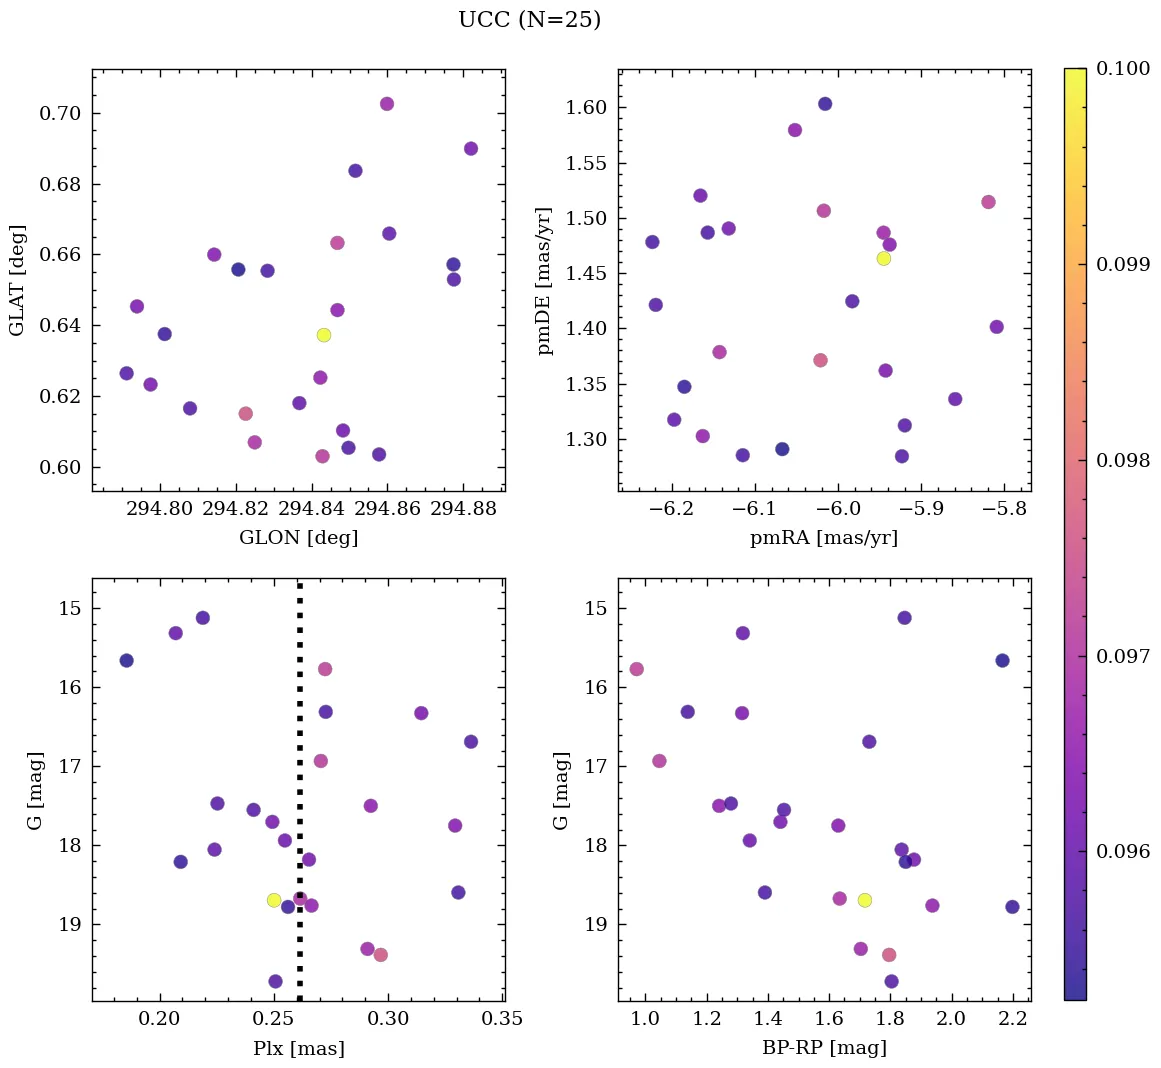 UCC (N=25)
0.70
0.68
0.66
0.64
0.62
0.60
GLAT [deg]
294.80 294.82 294.84 294.86 294.88
GLON [deg]
1.60
1.55
1.50
1.45
1.40
1.35
1.30
pmDE [mas/yr]
−6.2 −6.1 −6.0 −5.9 −5.8
pmRA [mas/yr]
15
16
17
18
19
G [mag]
0.20 0.25 0.30 0.35
Plx [mas]
15
16
17
18
19
G [mag]
1.0 1.2 1.4 1.6 1.8 2.0 2.2
BP-RP [mag]
0.100
0.099
0.098
0.097
0.096